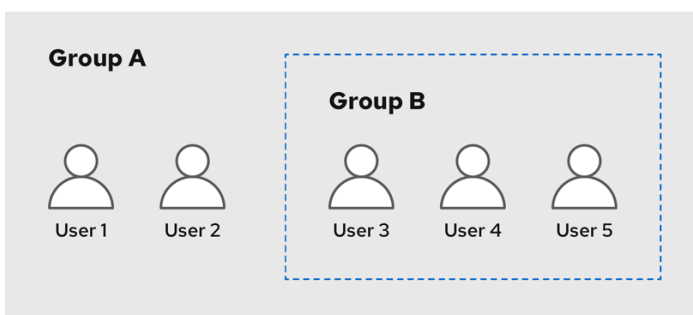 Group A
Group B
User 1
User 2
User 3
User 4
User 5